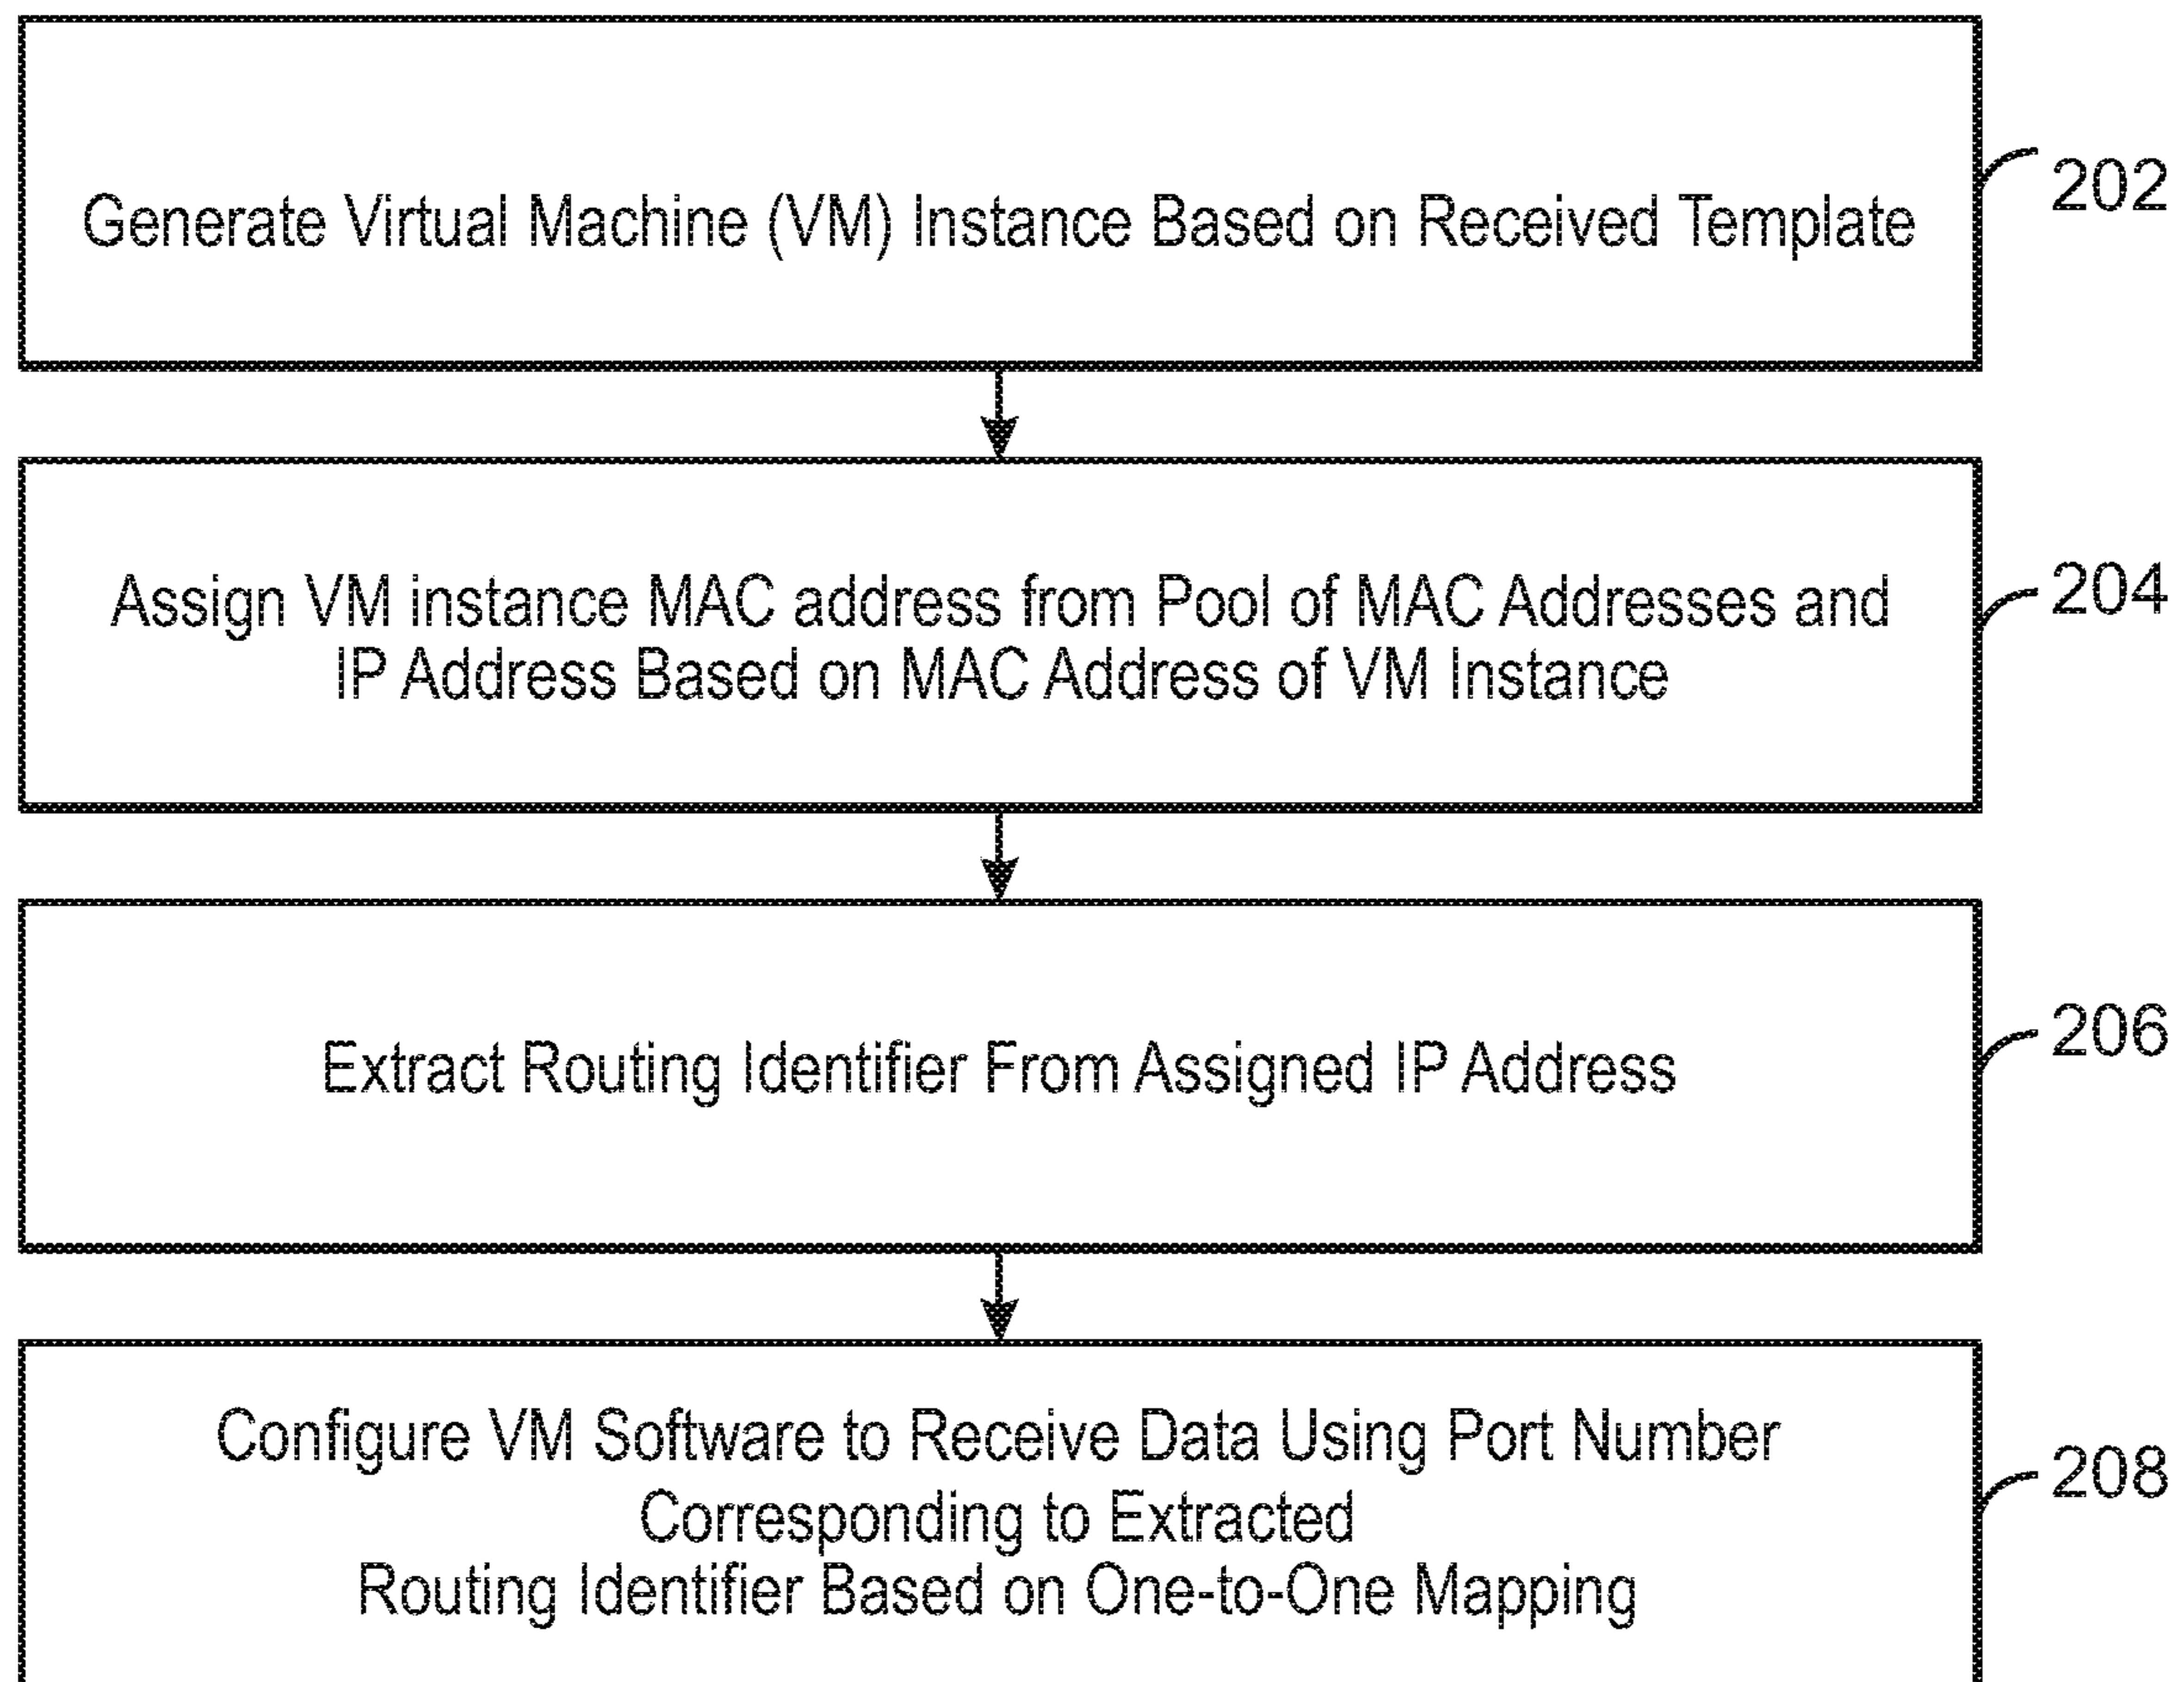 Generate Virtual Machine (VM) Instance Based on Received Template
202
Assign VM instance MAC address from Pool of MAC Addresses and
IP Address Based on MAC Address of VM Instance
204
Extract Routing Identifier From Assigned IP Address
206
Configure VM Software to Receive Data Using Port Number
Corresponding to Extracted
Routing Identifier Based on One-to-One Mapping
208